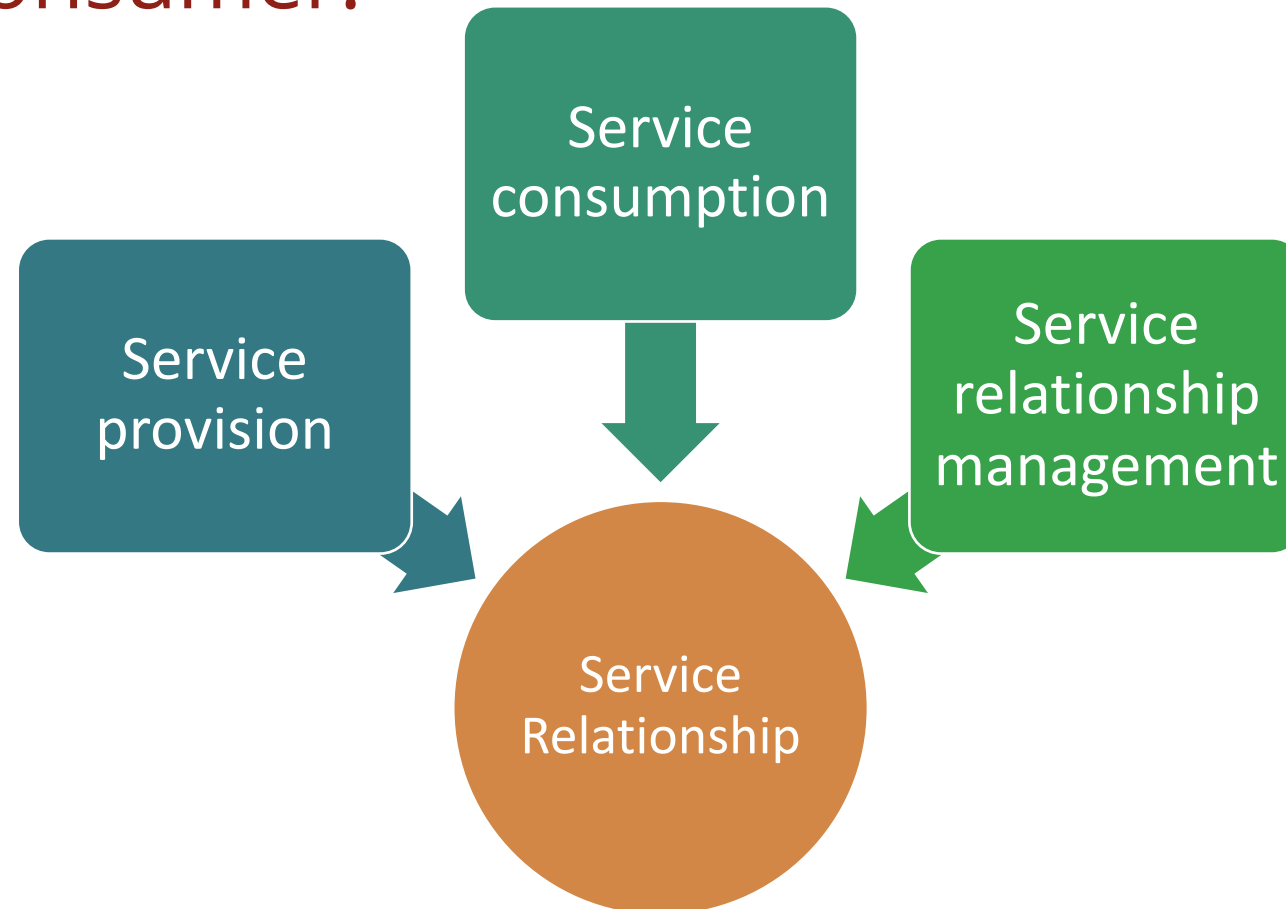 Service
consumption
Service
provision
Service
relationship
management
Service
Relationship